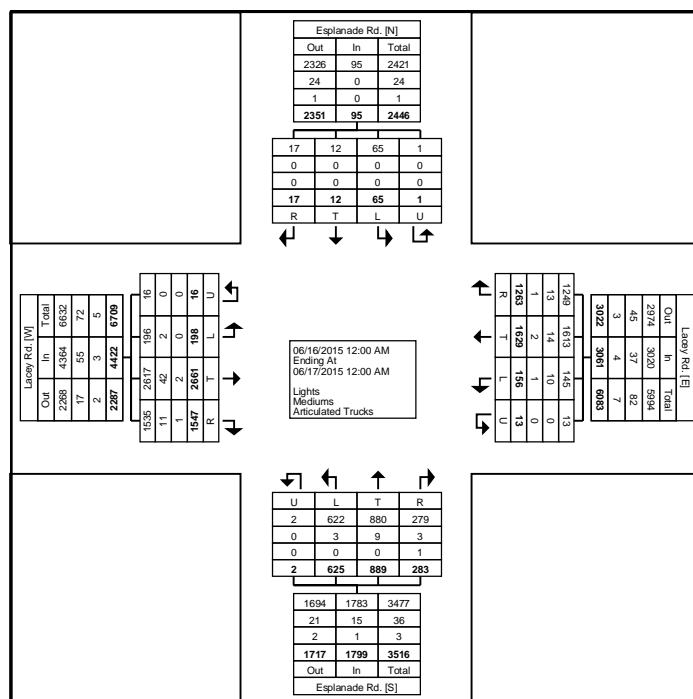 Esplanade Rd. [N]
Out In Total
2326 95 2421
24 0 24
1 0 1
2351 95 2446
17 12 65 1
0 0 0 0
0 0 0 0
17 12 65 1
R T L U
Lacey Rd. [W]
Total In Out
6632 4364 2268
72 55 17
5 3 2
6709 4422 2287
16 196 2617 1535
0 2 42 11
0 0 2 1
16 198 2661 1547
U L T R
06/16/2015 12:00 AM
Ending At
06/17/2015 12:00 AM
Lights
Mediums
Articulated Trucks
R T L U
1263 1629 156 13
1 2 1 0
13 14 10 0
1249 1613 145 13
3022 3061 6083
3 4 7
45 37 82
2974 3020 5994
Out In Total
Lacey Rd. [E]
U L T R
2 622 880 279
0 3 9 3
0 0 0 1
2 625 889 283
1694 1783 3477
21 15 36
2 1 3
1717 1799 3516
Out In Total
Esplanade Rd. [S]